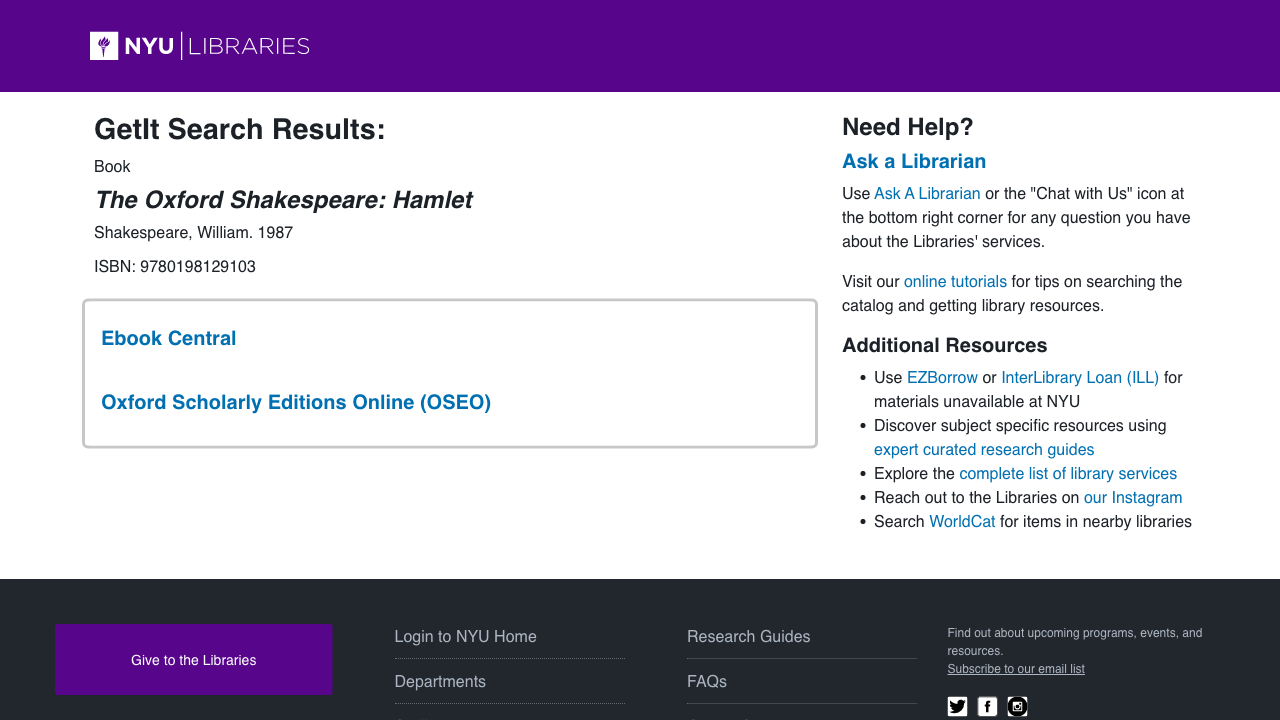 NYU | LIBRARIES
GetIt Search Results:
Book
The Oxford Shakespeare: Hamlet
Shakespeare, William. 1987
ISBN: 9780198129103
Ebook Central
Oxford Scholarly Editions Online (OSEO)
Need Help?
Ask a Librarian
Use Ask A Librarian or the "Chat with Us" icon at
the bottom right corner for any question you have
about the Libraries' services.
Visit our online tutorials for tips on searching the
catalog and getting library resources.
Additional Resources
• Use EZBorrow or InterLibrary Loan (ILL) for
materials unavailable at NYU
• Discover subject specific resources using
expert curated research guides
• Explore the complete list of library services
• Reach out to the Libraries on our Instagram
• Search WorldCat for items in nearby libraries
Give to the Libraries
Login to NYU Home
Departments
Research Guides
FAQs
Find out about upcoming programs, events, and
resources.
Subscribe to our email list